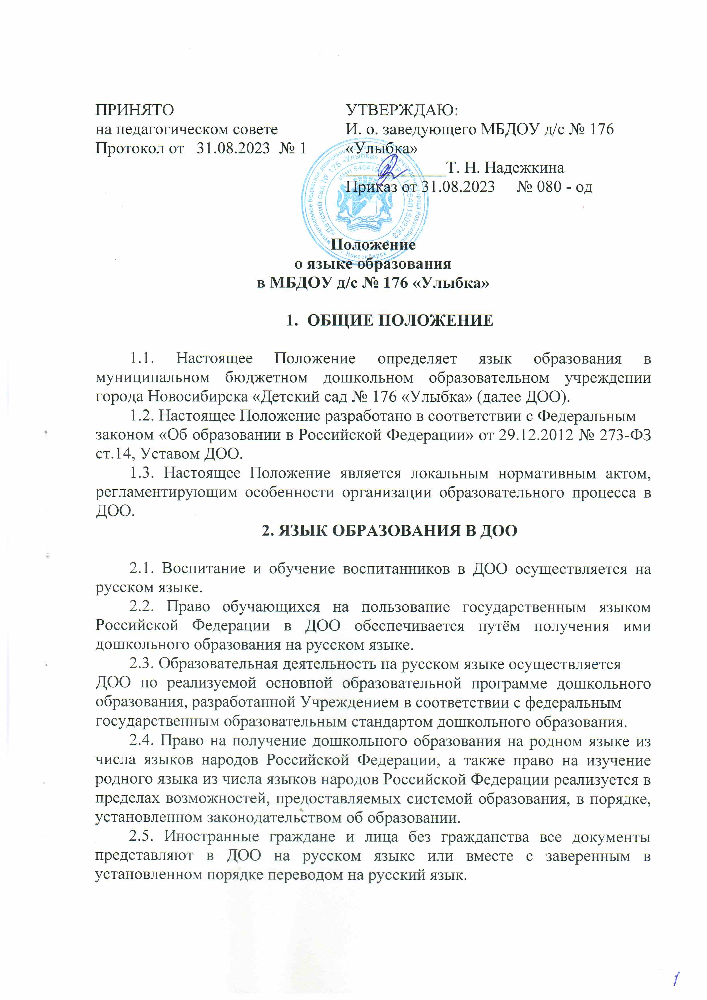 ПРИНЯТО
на педагогическом совете
Протокол от 31.08.2023 № 1
УТВЕРЖДАЮ:
И. о. заведующего МБДОУ д/с № 176
«Улыбка»
____________Т. Н. Надежкина
Приказ от 31.08.2023 № 080 - од
«Детский сад № 176 «Улыбка»
г. Новосибирск
Положение
о языке образования
в МБДОУ д/с № 176 «Улыбка»
1. ОБЩИЕ ПОЛОЖЕНИЕ
1.1. Настоящее Положение определяет язык образования в
муниципальном бюджетном дошкольном образовательном учреждении
города Новосибирска «Детский сад № 176 «Улыбка» (далее ДОО).
1.2. Настоящее Положение разработано в соответствии с Федеральным
законом «Об образовании в Российской Федерации» от 29.12.2012 № 273-ФЗ
ст.14, Уставом ДОО.
1.3. Настоящее Положение является локальным нормативным актом,
регламентирующим особенности организации образовательного процесса в
ДОО.
2. ЯЗЫК ОБРАЗОВАНИЯ В ДОО
2.1. Воспитание и обучение воспитанников в ДОО осуществляется на
русском языке.
2.2. Право обучающихся на пользование государственным языком
Российской Федерации в ДОО обеспечивается путём получения ими
дошкольного образования на русском языке.
2.3. Образовательная деятельность на русском языке осуществляется
ДОО по реализуемой основной образовательной программе дошкольного
образования, разработанной Учреждением в соответствии с федеральным
государственным образовательным стандартом дошкольного образования.
2.4. Право на получение дошкольного образования на родном языке из
числа языков народов Российской Федерации, а также право на изучение
родного языка из числа языков народов Российской Федерации реализуется в
пределах возможностей, предоставляемых системой образования, в порядке,
установленном законодательством об образовании.
2.5. Иностранные граждане и лица без гражданства все документы
представляют в ДОО на русском языке или вместе с заверенным в
установленном порядке переводом на русский язык.
1